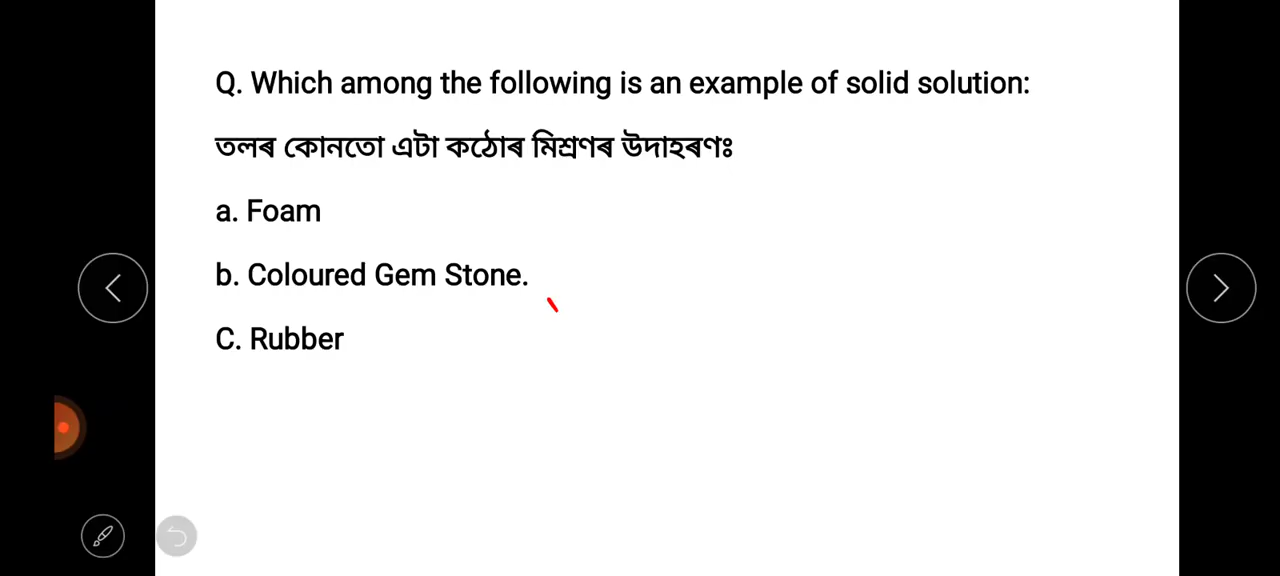 Q. Which among the following is an example of solid solution:
তলৰ কোনতো এটা কঠোৰ মিশ্ৰণৰ উদাহৰণঃ
a. Foam
b. Coloured Gem Stone.
C. Rubber